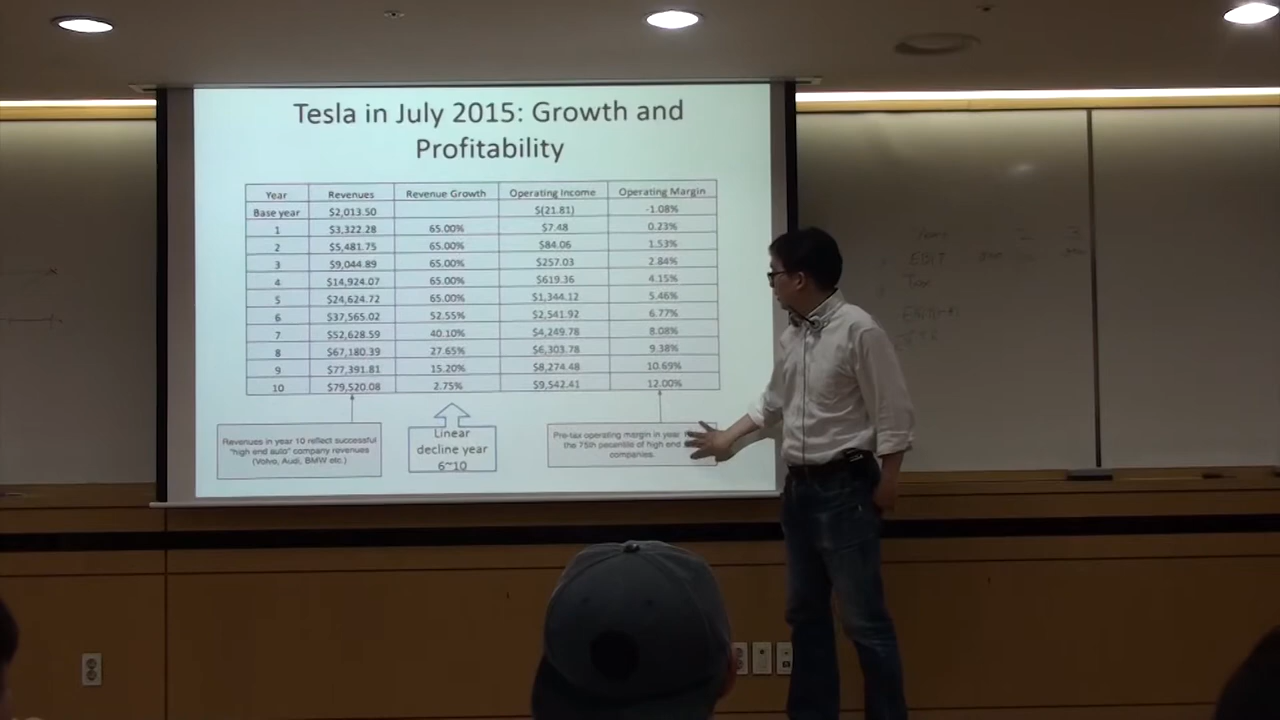 Tesla in July 2015: Growth and
Profitability
Year Revenues Revenue Growth Operating Income Operating Margin
Base year $2,013.50 $(21.81) -1.08%
1 $3,322.28 65.00% $7.48 0.23%
2 $5,481.75 65.00% $84.06 1.53%
3 $9,044.89 65.00% $257.03 2.84%
4 $14,924.07 65.00% $619.36 4.15%
5 $24,624.72 65.00% $1,344.12 5.46%
6 $37,565.02 52.55% $2,541.92 6.77%
7 $52,628.59 40.10% $4,249.78 8.08%
8 $67,180.39 27.65% $6,303.78 9.38%
9 $77,391.81 15.20% $8,274.48 10.69%
10 $79,520.08 2.75% $9,542.41 12.00%
Revenues in year 10 reflect successful
"high end auto" company revenues
(Volvo, Audi, BMW etc.)
Linear
decline year
6~10
Pre-tax operating margin in year
the 75th percentile of high end
companies.
EBIT
Tax